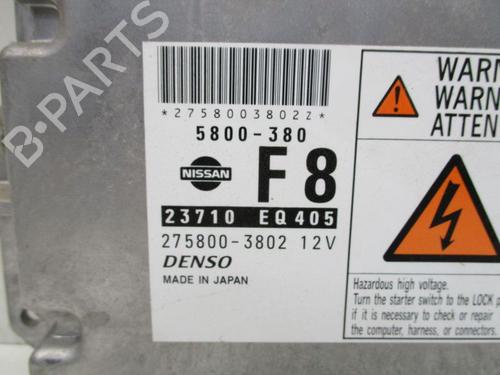 B-PARTS
*2758003802Z*
5800-380
NISSAN
F8
23710 EQ405
275800-3802 12V
DENSO
MADE IN JAPAN
WARN
WARN
ATTEN
Hazardous high voltage.
Turn the starter switch to the LOCK p
if it is necessary to check or repair
the computer, harness, or connectors.